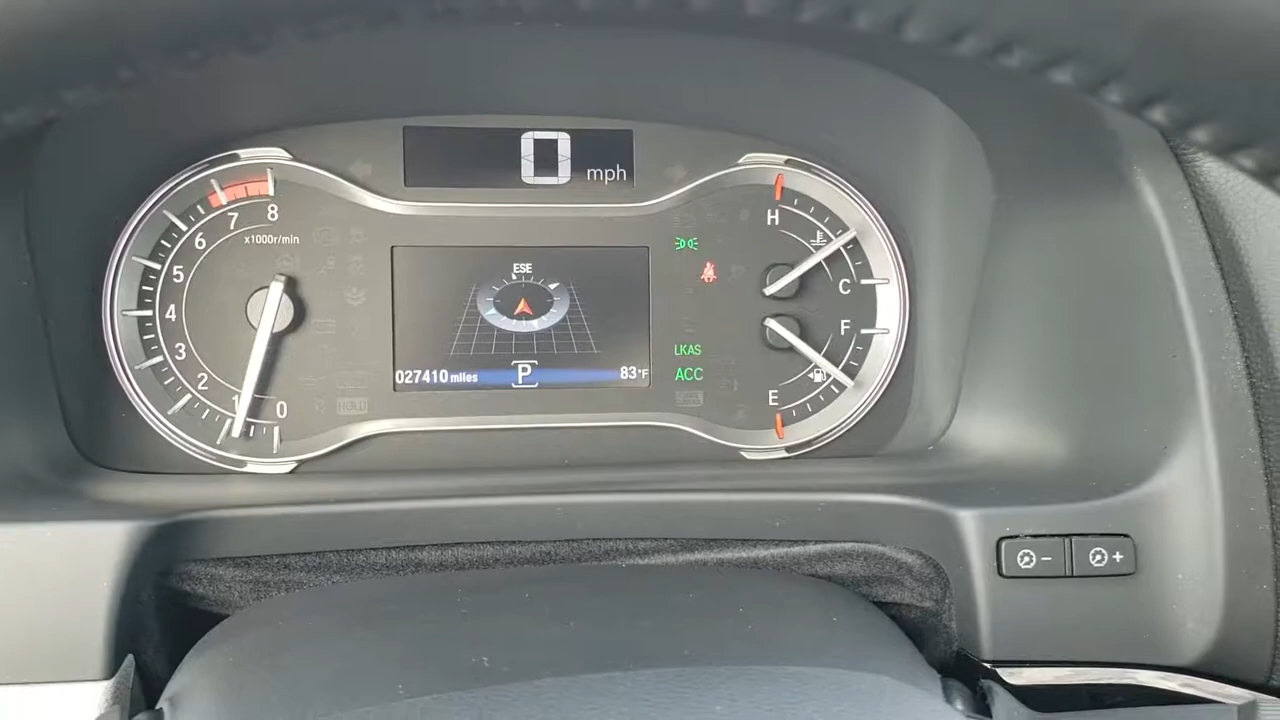 0 mph
8
7
6
5
4
3
2
1
0
x1000r/min
ESE
027410 miles
P
83°F
HOLD
LKAS
ACC
H
C
F
E
−
+